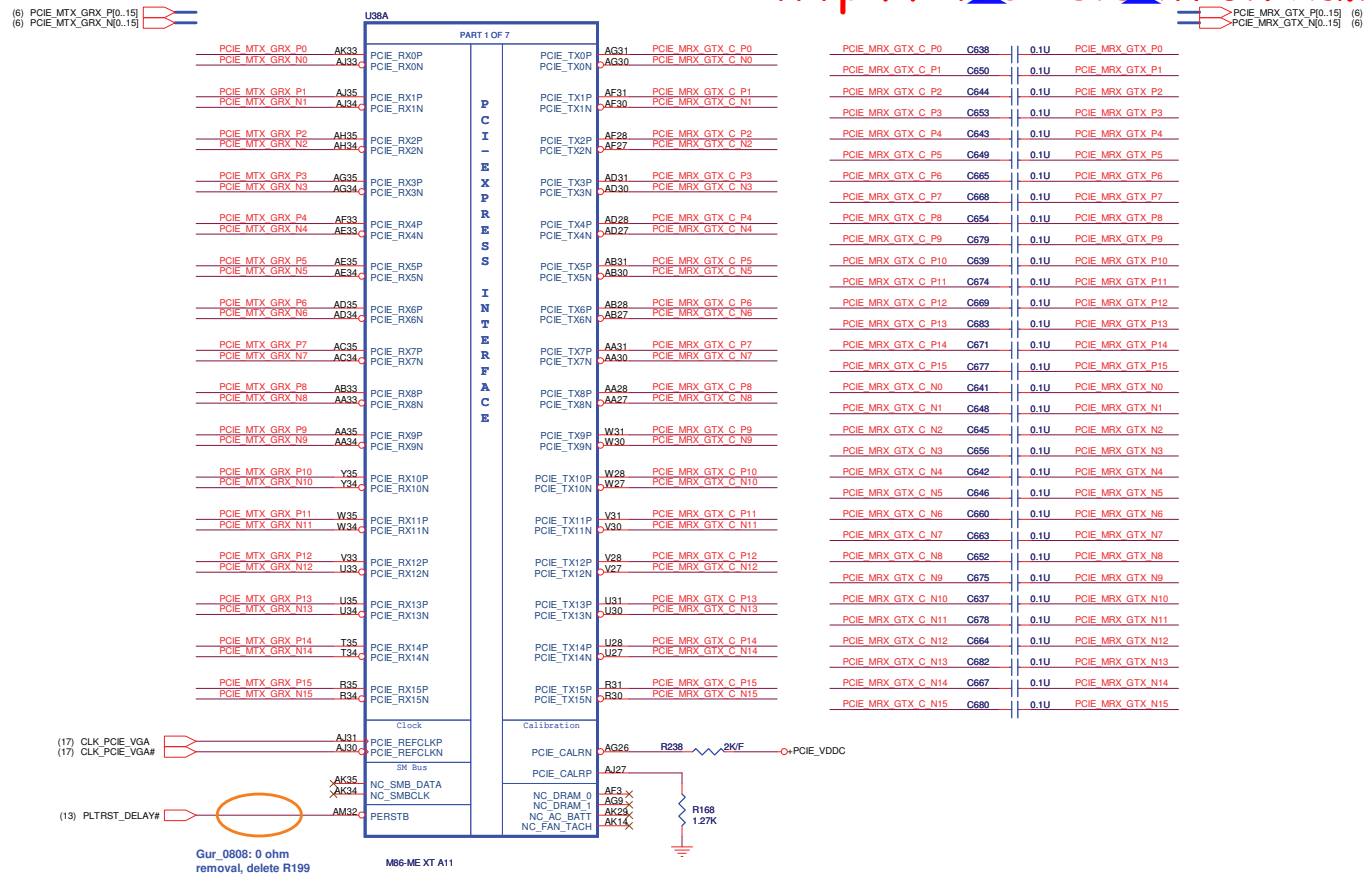 (6) PCIE_MTX_GRX_P[0..15]
(6) PCIE_MTX_GRX_N[0..15]
PCIE_MRX_GTX_P[0..15] (6)
PCIE_MRX_GTX_N[0..15] (6)
U38A
PART 1 OF 7
PCI-EXPRESS INTERFACE
PCIE_MTX_GRX_P0 AK33 PCIE_RX0P
PCIE_MTX_GRX_N0 AJ33 PCIE_RX0N
PCIE_MTX_GRX_P1 AJ35 PCIE_RX1P
PCIE_MTX_GRX_N1 AJ34 PCIE_RX1N
PCIE_MTX_GRX_P2 AH35 PCIE_RX2P
PCIE_MTX_GRX_N2 AH34 PCIE_RX2N
PCIE_MTX_GRX_P3 AG35 PCIE_RX3P
PCIE_MTX_GRX_N3 AG34 PCIE_RX3N
PCIE_MTX_GRX_P4 AF33 PCIE_RX4P
PCIE_MTX_GRX_N4 AE33 PCIE_RX4N
PCIE_MTX_GRX_P5 AE35 PCIE_RX5P
PCIE_MTX_GRX_N5 AE34 PCIE_RX5N
PCIE_MTX_GRX_P6 AD35 PCIE_RX6P
PCIE_MTX_GRX_N6 AD34 PCIE_RX6N
PCIE_MTX_GRX_P7 AC35 PCIE_RX7P
PCIE_MTX_GRX_N7 AC34 PCIE_RX7N
PCIE_MTX_GRX_P8 AB33 PCIE_RX8P
PCIE_MTX_GRX_N8 AA33 PCIE_RX8N
PCIE_MTX_GRX_P9 AA35 PCIE_RX9P
PCIE_MTX_GRX_N9 AA34 PCIE_RX9N
PCIE_MTX_GRX_P10 Y35 PCIE_RX10P
PCIE_MTX_GRX_N10 Y34 PCIE_RX10N
PCIE_MTX_GRX_P11 W35 PCIE_RX11P
PCIE_MTX_GRX_N11 W34 PCIE_RX11N
PCIE_MTX_GRX_P12 V33 PCIE_RX12P
PCIE_MTX_GRX_N12 U33 PCIE_RX12N
PCIE_MTX_GRX_P13 U35 PCIE_RX13P
PCIE_MTX_GRX_N13 U34 PCIE_RX13N
PCIE_MTX_GRX_P14 T35 PCIE_RX14P
PCIE_MTX_GRX_N14 T34 PCIE_RX14N
PCIE_MTX_GRX_P15 R35 PCIE_RX15P
PCIE_MTX_GRX_N15 R34 PCIE_RX15N
Clock
(17) CLK_PCIE_VGA AJ31 PCIE_REFCLKP
(17) CLK_PCIE_VGA# AJ30 PCIE_REFCLKN
SM Bus
AK35 NC_SMB_DATA
AK34 NC_SMBCLK
(13) PLTRST_DELAY# AM32 PERSTB
Gur_0808: 0 ohm
removal, delete R199
M86-ME XT A11
PCIE_TX0P AG31 PCIE_MRX_GTX_C_P0
PCIE_TX0N AG30 PCIE_MRX_GTX_C_N0
PCIE_TX1P AF31 PCIE_MRX_GTX_C_P1
PCIE_TX1N AF30 PCIE_MRX_GTX_C_N1
PCIE_TX2P AF28 PCIE_MRX_GTX_C_P2
PCIE_TX2N AF27 PCIE_MRX_GTX_C_N2
PCIE_TX3P AD31 PCIE_MRX_GTX_C_P3
PCIE_TX3N AD30 PCIE_MRX_GTX_C_N3
PCIE_TX4P AD28 PCIE_MRX_GTX_C_P4
PCIE_TX4N AD27 PCIE_MRX_GTX_C_N4
PCIE_TX5P AB31 PCIE_MRX_GTX_C_P5
PCIE_TX5N AB30 PCIE_MRX_GTX_C_N5
PCIE_TX6P AB28 PCIE_MRX_GTX_C_P6
PCIE_TX6N AB27 PCIE_MRX_GTX_C_N6
PCIE_TX7P AA31 PCIE_MRX_GTX_C_P7
PCIE_TX7N AA30 PCIE_MRX_GTX_C_N7
PCIE_TX8P AA28 PCIE_MRX_GTX_C_P8
PCIE_TX8N AA27 PCIE_MRX_GTX_C_N8
PCIE_TX9P W31 PCIE_MRX_GTX_C_P9
PCIE_TX9N W30 PCIE_MRX_GTX_C_N9
PCIE_TX10P W28 PCIE_MRX_GTX_C_P10
PCIE_TX10N W27 PCIE_MRX_GTX_C_N10
PCIE_TX11P V31 PCIE_MRX_GTX_C_P11
PCIE_TX11N V30 PCIE_MRX_GTX_C_N11
PCIE_TX12P V28 PCIE_MRX_GTX_C_P12
PCIE_TX12N V27 PCIE_MRX_GTX_C_N12
PCIE_TX13P U31 PCIE_MRX_GTX_C_P13
PCIE_TX13N U30 PCIE_MRX_GTX_C_N13
PCIE_TX14P U28 PCIE_MRX_GTX_C_P14
PCIE_TX14N U27 PCIE_MRX_GTX_C_N14
PCIE_TX15P R31 PCIE_MRX_GTX_C_P15
PCIE_TX15N R30 PCIE_MRX_GTX_C_N15
Calibration
PCIE_CALRN AG26 R238 2K/F +PCIE_VDDC
PCIE_CALRP AJ27
R168
1.27K
NC_DRAM_0 AF3
NC_DRAM_1 AG9
NC_AC_BATT AK29
NC_FAN_TACH AK14
PCIE_MRX_GTX_C_P0 C638 0.1U PCIE_MRX_GTX_P0
PCIE_MRX_GTX_C_P1 C650 0.1U PCIE_MRX_GTX_P1
PCIE_MRX_GTX_C_P2 C644 0.1U PCIE_MRX_GTX_P2
PCIE_MRX_GTX_C_P3 C653 0.1U PCIE_MRX_GTX_P3
PCIE_MRX_GTX_C_P4 C643 0.1U PCIE_MRX_GTX_P4
PCIE_MRX_GTX_C_P5 C649 0.1U PCIE_MRX_GTX_P5
PCIE_MRX_GTX_C_P6 C665 0.1U PCIE_MRX_GTX_P6
PCIE_MRX_GTX_C_P7 C668 0.1U PCIE_MRX_GTX_P7
PCIE_MRX_GTX_C_P8 C654 0.1U PCIE_MRX_GTX_P8
PCIE_MRX_GTX_C_P9 C679 0.1U PCIE_MRX_GTX_P9
PCIE_MRX_GTX_C_P10 C639 0.1U PCIE_MRX_GTX_P10
PCIE_MRX_GTX_C_P11 C674 0.1U PCIE_MRX_GTX_P11
PCIE_MRX_GTX_C_P12 C669 0.1U PCIE_MRX_GTX_P12
PCIE_MRX_GTX_C_P13 C683 0.1U PCIE_MRX_GTX_P13
PCIE_MRX_GTX_C_P14 C671 0.1U PCIE_MRX_GTX_P14
PCIE_MRX_GTX_C_P15 C677 0.1U PCIE_MRX_GTX_P15
PCIE_MRX_GTX_C_N0 C641 0.1U PCIE_MRX_GTX_N0
PCIE_MRX_GTX_C_N1 C648 0.1U PCIE_MRX_GTX_N1
PCIE_MRX_GTX_C_N2 C645 0.1U PCIE_MRX_GTX_N2
PCIE_MRX_GTX_C_N3 C656 0.1U PCIE_MRX_GTX_N3
PCIE_MRX_GTX_C_N4 C642 0.1U PCIE_MRX_GTX_N4
PCIE_MRX_GTX_C_N5 C646 0.1U PCIE_MRX_GTX_N5
PCIE_MRX_GTX_C_N6 C660 0.1U PCIE_MRX_GTX_N6
PCIE_MRX_GTX_C_N7 C663 0.1U PCIE_MRX_GTX_N7
PCIE_MRX_GTX_C_N8 C652 0.1U PCIE_MRX_GTX_N8
PCIE_MRX_GTX_C_N9 C675 0.1U PCIE_MRX_GTX_N9
PCIE_MRX_GTX_C_N10 C637 0.1U PCIE_MRX_GTX_N10
PCIE_MRX_GTX_C_N11 C678 0.1U PCIE_MRX_GTX_N11
PCIE_MRX_GTX_C_N12 C664 0.1U PCIE_MRX_GTX_N12
PCIE_MRX_GTX_C_N13 C682 0.1U PCIE_MRX_GTX_N13
PCIE_MRX_GTX_C_N14 C667 0.1U PCIE_MRX_GTX_N14
PCIE_MRX_GTX_C_N15 C680 0.1U PCIE_MRX_GTX_N15